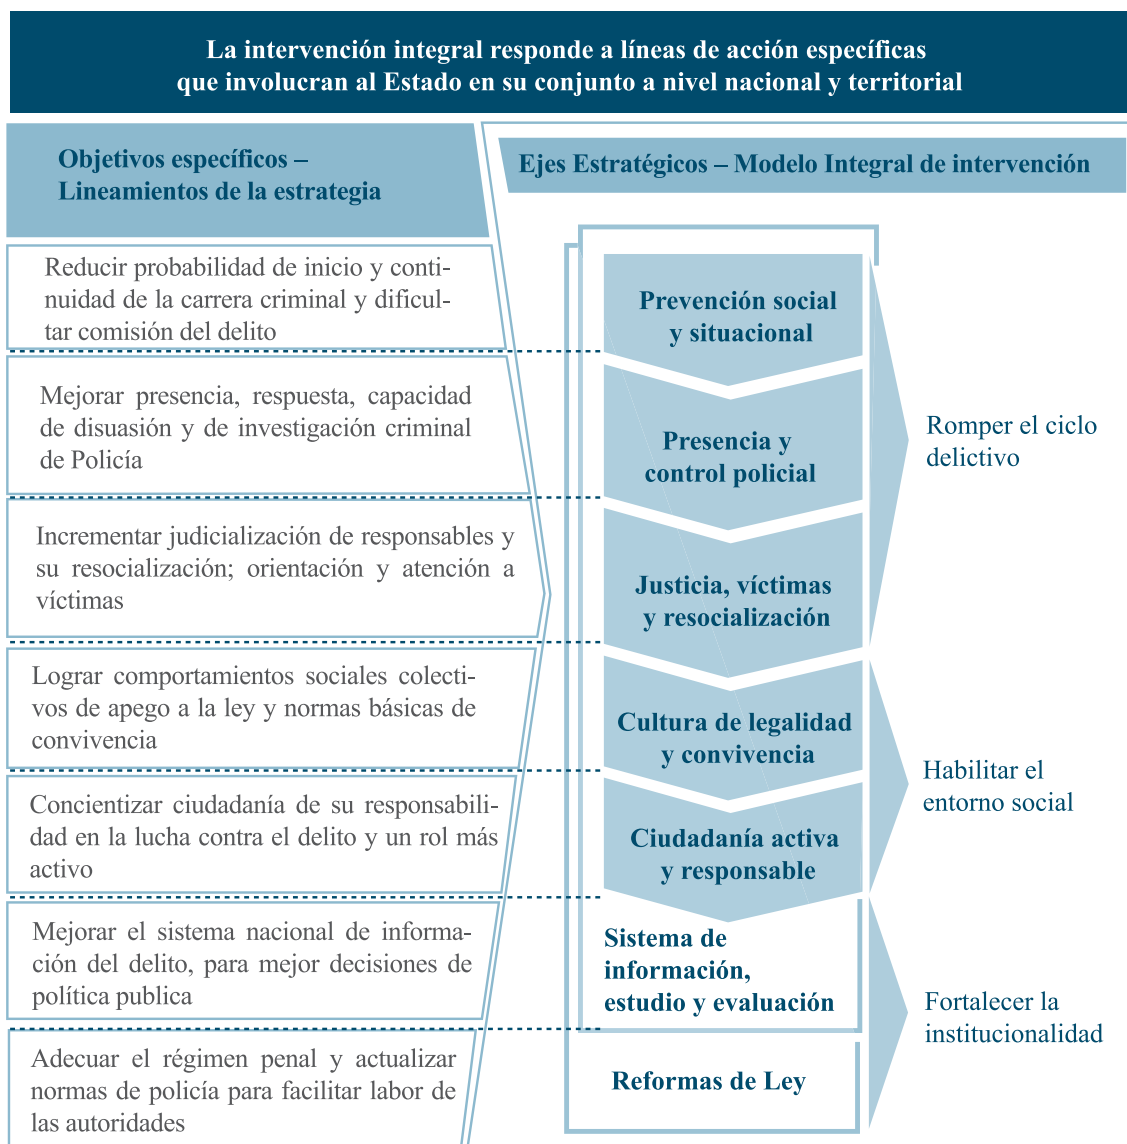 La intervención integral responde a líneas de acción específicas
que involucran al Estado en su conjunto a nivel nacional y territorial
Objetivos específicos –
Lineamientos de la estrategia
Ejes Estratégicos – Modelo Integral de intervención
Reducir probabilidad de inicio y conti-
nuidad de la carrera criminal y dificul-
tar comisión del delito
Prevención social
y situacional
Mejorar presencia, respuesta, capacidad
de disuasión y de investigación criminal
de Policía
Presencia y
control policial
Romper el ciclo
delictivo
Incrementar judicialización de responsables y
su resocialización; orientación y atención a
víctimas
Justicia, víctimas
y resocialización
Lograr comportamientos sociales colecti-
vos de apego a la ley y normas básicas de
convivencia
Cultura de legalidad
y convivencia
Habilitar el
entorno social
Concientizar ciudadanía de su responsabili-
dad en la lucha contra el delito y un rol más
activo
Ciudadanía activa
y responsable
Mejorar el sistema nacional de informa-
ción del delito, para mejor decisiones de
política publica
Sistema de
información,
estudio y evaluación
Fortalecer la
institucionalidad
Adecuar el régimen penal y actualizar
normas de policía para facilitar labor de
las autoridades
Reformas de Ley